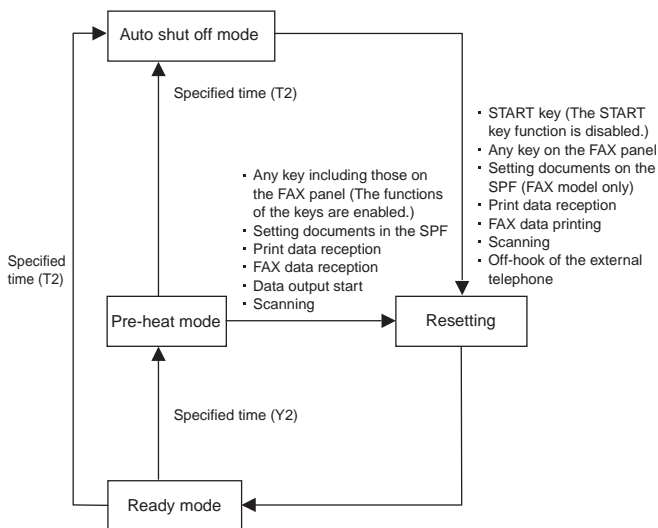 Auto shut off mode
Specified time (T2)
▪ START key (The START
key function is disabled.)
▪ Any key on the FAX panel
▪ Setting documents on the
SPF (FAX model only)
▪ Print data reception
▪ FAX data printing
▪ Scanning
▪ Off-hook of the external
telephone
▪ Any key including those on
the FAX panel (The functions
of the keys are enabled.)
▪ Setting documents in the SPF
▪ Print data reception
▪ FAX data reception
▪ Data output start
▪ Scanning
Specified
time (T2)
Pre-heat mode
Resetting
Specified time (Y2)
Ready mode